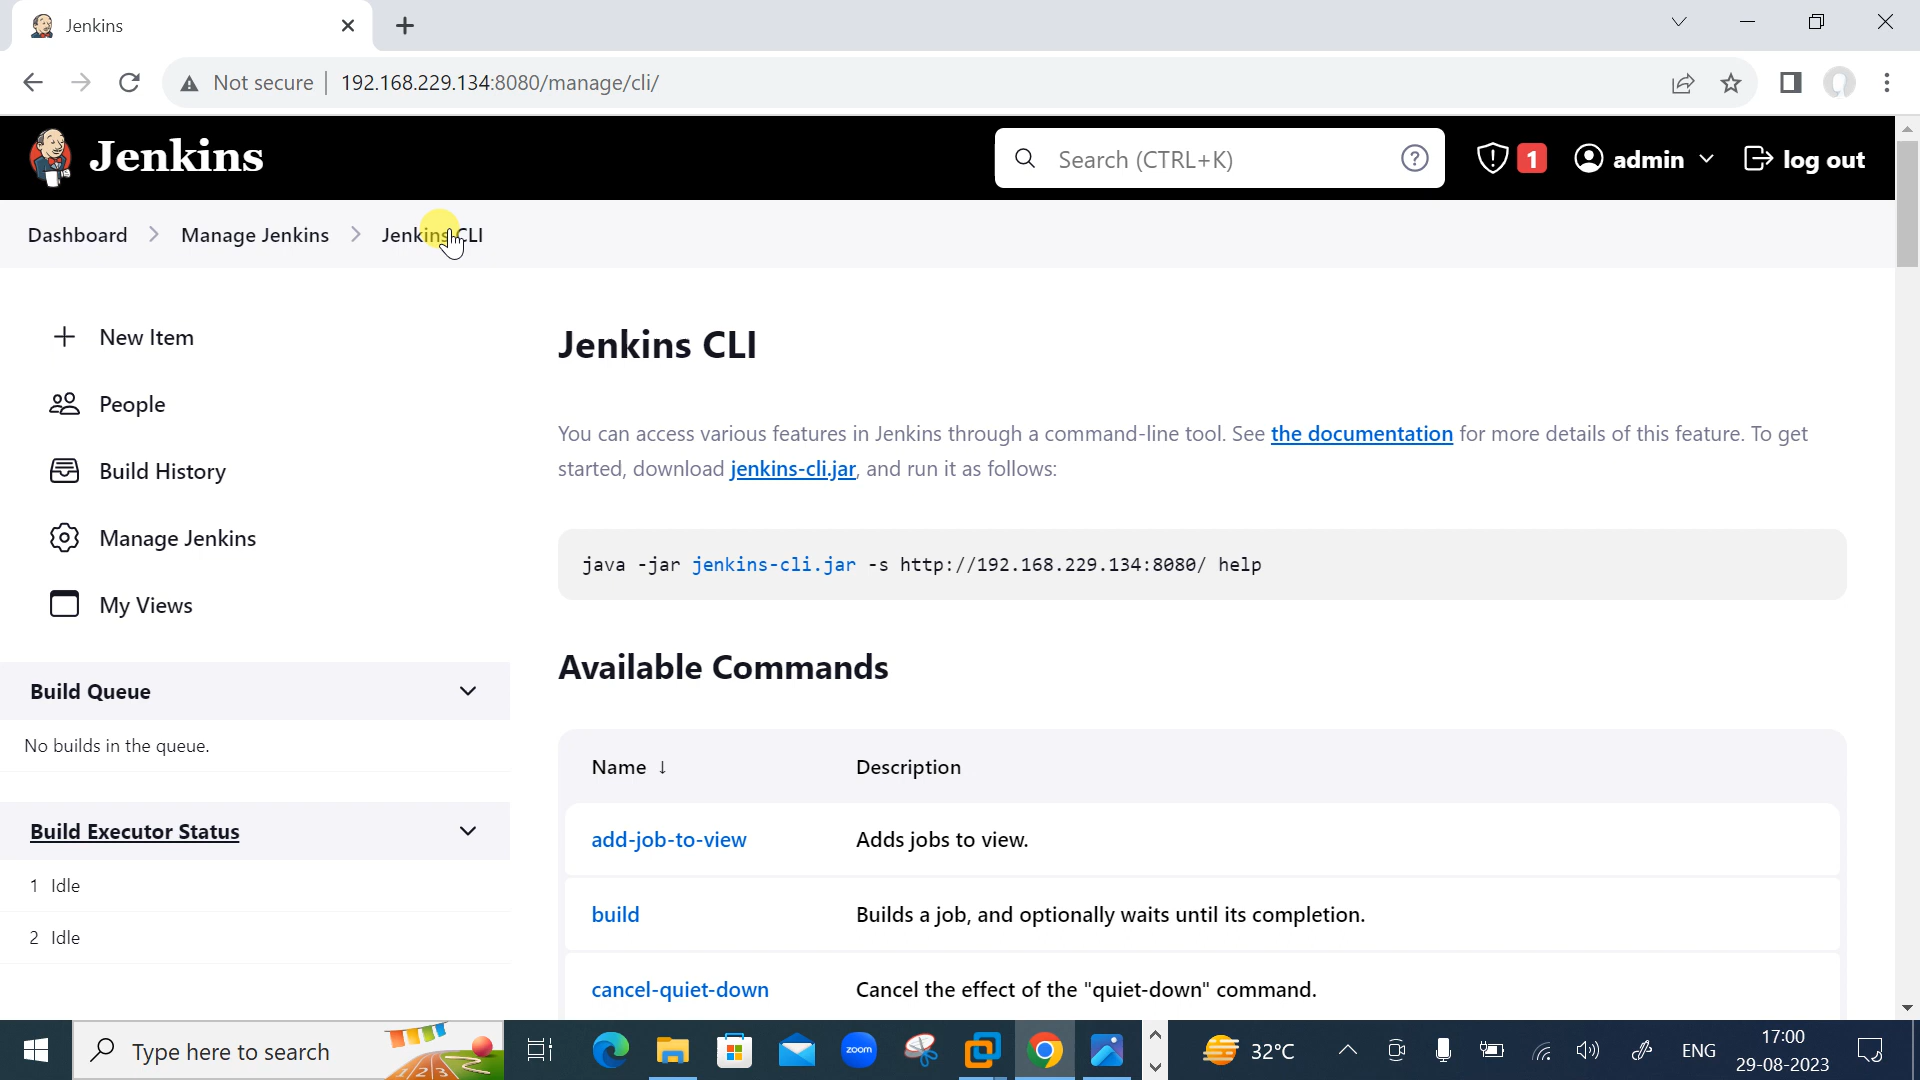 Jenkins
Not secure | 192.168.229.134:8080/manage/cli/
Jenkins
Search (CTRL+K)
1
admin
log out
Dashboard > Manage Jenkins > Jenkins CLI
New Item
People
Build History
Manage Jenkins
My Views
Build Queue
No builds in the queue.
Build Executor Status
1 Idle
2 Idle
Jenkins CLI
You can access various features in Jenkins through a command-line tool. See the documentation for more details of this feature. To get
started, download jenkins-cli.jar, and run it as follows:
java -jar jenkins-cli.jar -s http://192.168.229.134:8080/ help
Available Commands
Name ↓ Description
add-job-to-view Adds jobs to view.
build Builds a job, and optionally waits until its completion.
cancel-quiet-down Cancel the effect of the "quiet-down" command.
Type here to search
1 2 3
zoom
32°C
ENG
17:00
29-08-2023